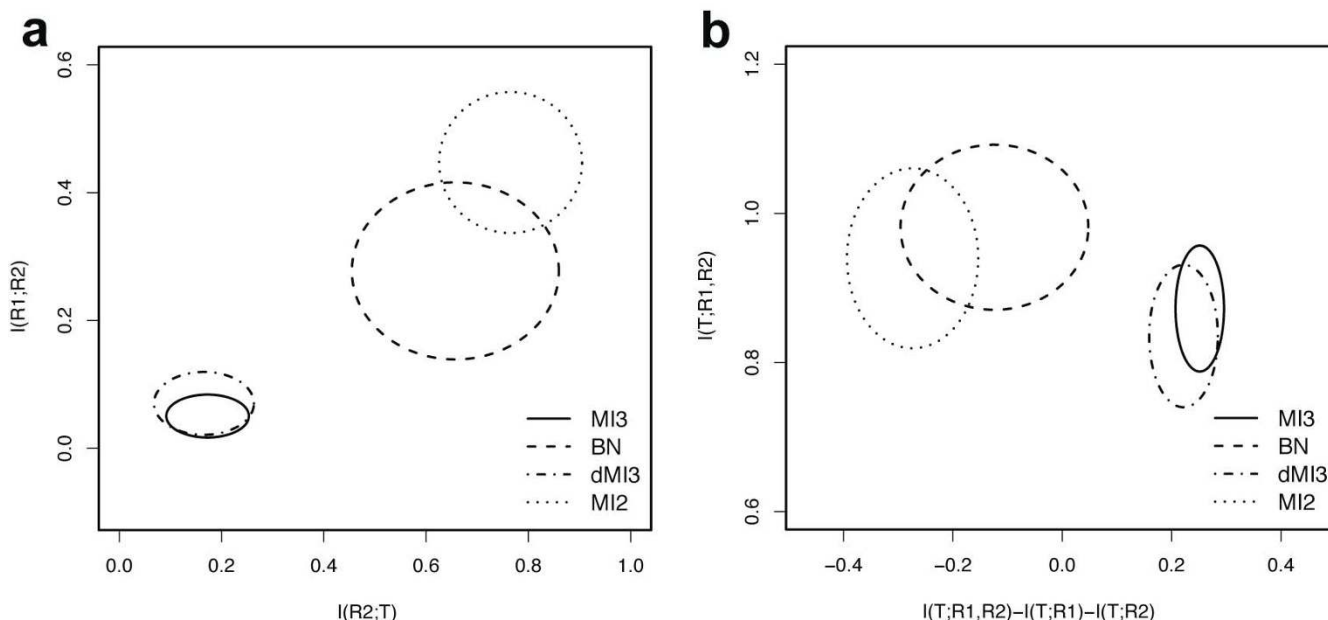 a
0.6
0.4
0.2
0.0
I(R1;R2)
0.0 0.2 0.4 0.6 0.8 1.0
I(R2;T)
MI3
BN
dMI3
MI2
b
1.2
1.0
0.8
0.6
I(T;R1,R2)
−0.4 −0.2 0.0 0.2 0.4
I(T;R1,R2)−I(T;R1)−I(T;R2)
MI3
BN
dMI3
MI2